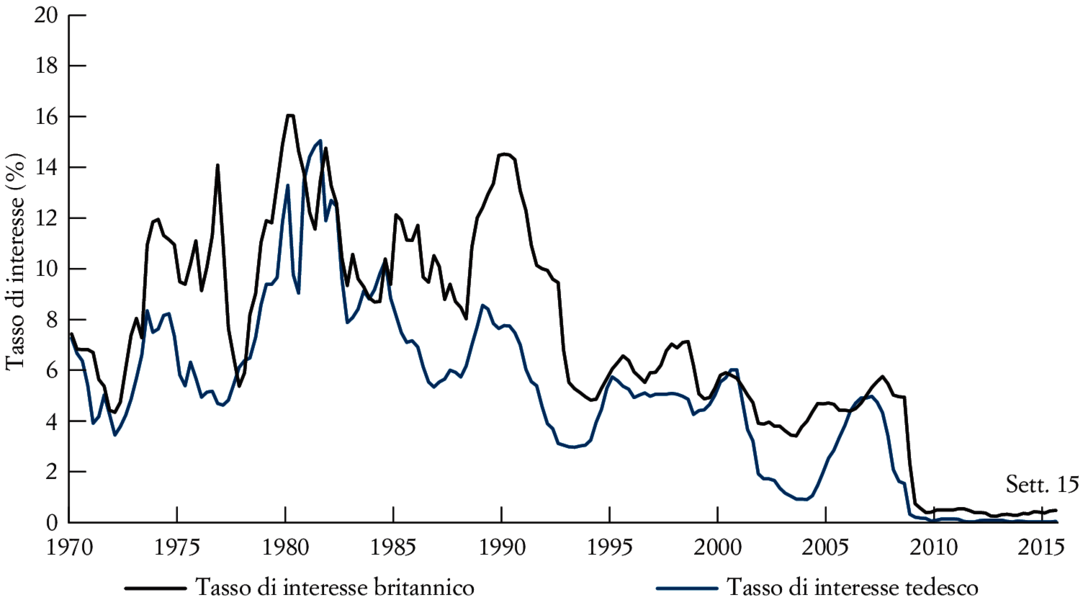 Tasso di interesse (%)
20
18
16
14
12
10
8
6
4
2
0
Sett. 15
1970 1975 1980 1985 1990 1995 2000 2005 2010 2015
Tasso di interesse britannico Tasso di interesse tedesco